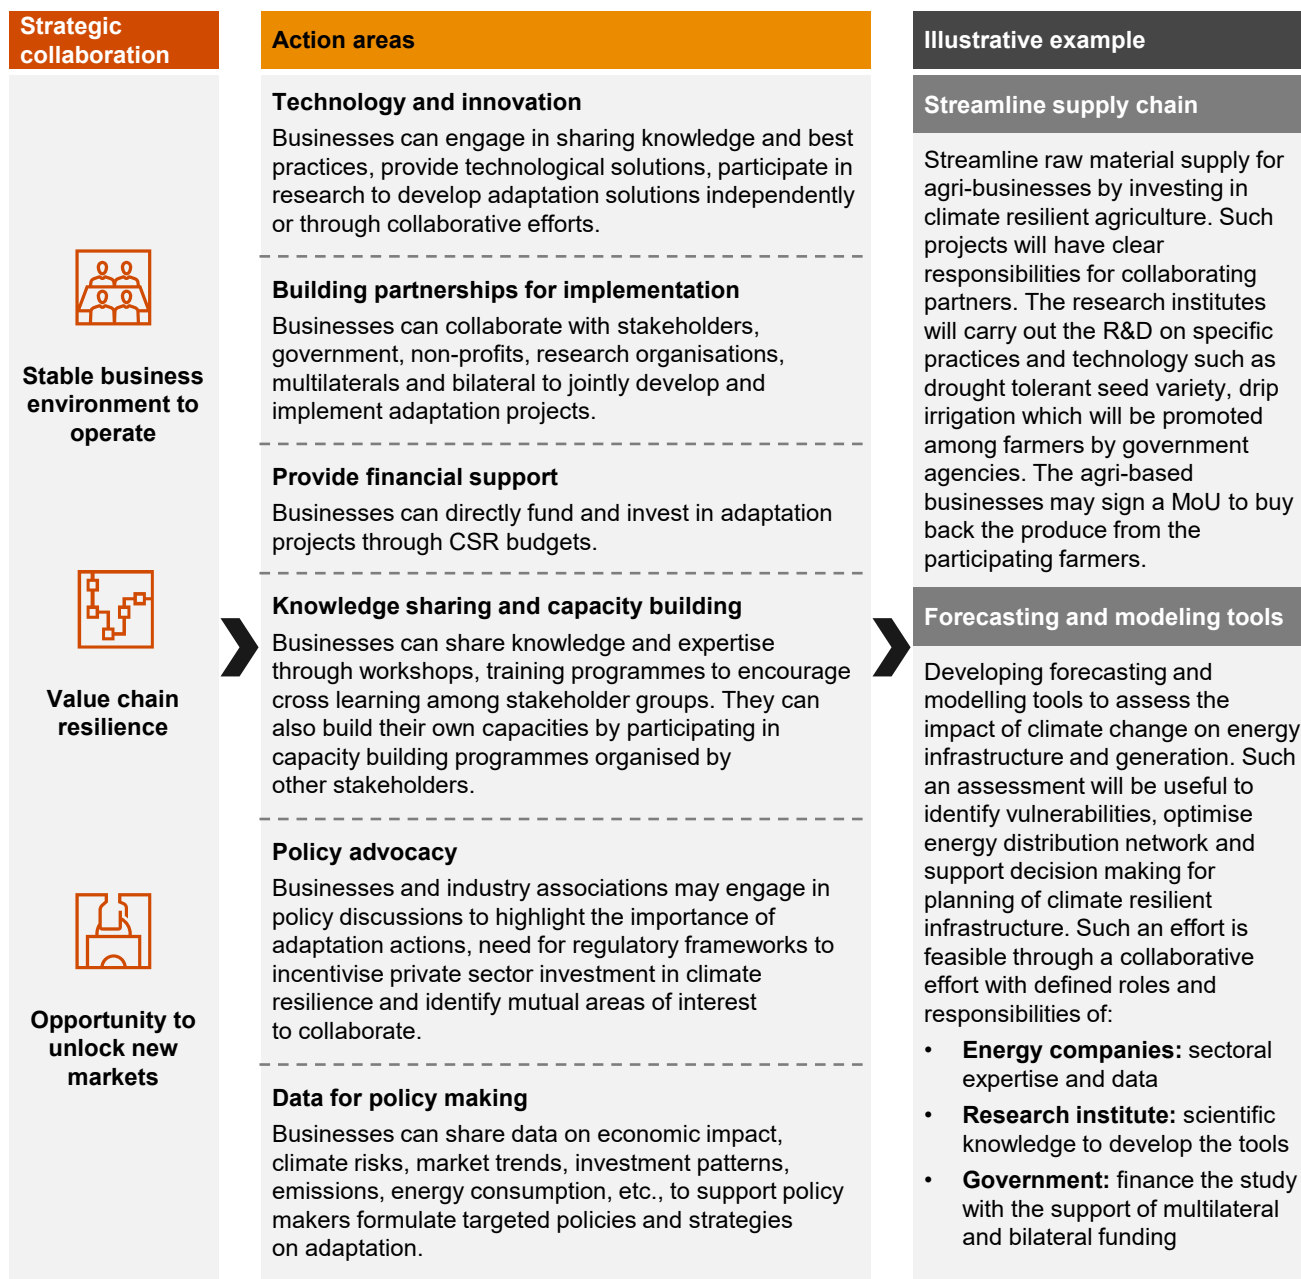 Strategic
collaboration
Stable business
environment to
operate
Value chain
resilience
Opportunity to
unlock new
markets
Action areas
Technology and innovation
Businesses can engage in sharing knowledge and best
practices, provide technological solutions, participate in
research to develop adaptation solutions independently
or through collaborative efforts.
Building partnerships for implementation
Businesses can collaborate with stakeholders,
government, non-profits, research organisations,
multilaterals and bilateral to jointly develop and
implement adaptation projects.
Provide financial support
Businesses can directly fund and invest in adaptation
projects through CSR budgets.
Knowledge sharing and capacity building
Businesses can share knowledge and expertise
through workshops, training programmes to encourage
cross learning among stakeholder groups. They can
also build their own capacities by participating in
capacity building programmes organised by
other stakeholders.
Policy advocacy
Businesses and industry associations may engage in
policy discussions to highlight the importance of
adaptation actions, need for regulatory frameworks to
incentivise private sector investment in climate
resilience and identify mutual areas of interest
to collaborate.
Data for policy making
Businesses can share data on economic impact,
climate risks, market trends, investment patterns,
emissions, energy consumption, etc., to support policy
makers formulate targeted policies and strategies
on adaptation.
Illustrative example
Streamline supply chain
Streamline raw material supply for
agri-businesses by investing in
climate resilient agriculture. Such
projects will have clear
responsibilities for collaborating
partners. The research institutes
will carry out the R&D on specific
practices and technology such as
drought tolerant seed variety, drip
irrigation which will be promoted
among farmers by government
agencies. The agri-based
businesses may sign a MoU to buy
back the produce from the
participating farmers.
Forecasting and modeling tools
Developing forecasting and
modelling tools to assess the
impact of climate change on energy
infrastructure and generation. Such
an assessment will be useful to
identify vulnerabilities, optimise
energy distribution network and
support decision making for
planning of climate resilient
infrastructure. Such an effort is
feasible through a collaborative
effort with defined roles and
responsibilities of:
• Energy companies: sectoral
expertise and data
• Research institute: scientific
knowledge to develop the tools
• Government: finance the study
with the support of multilateral
and bilateral funding